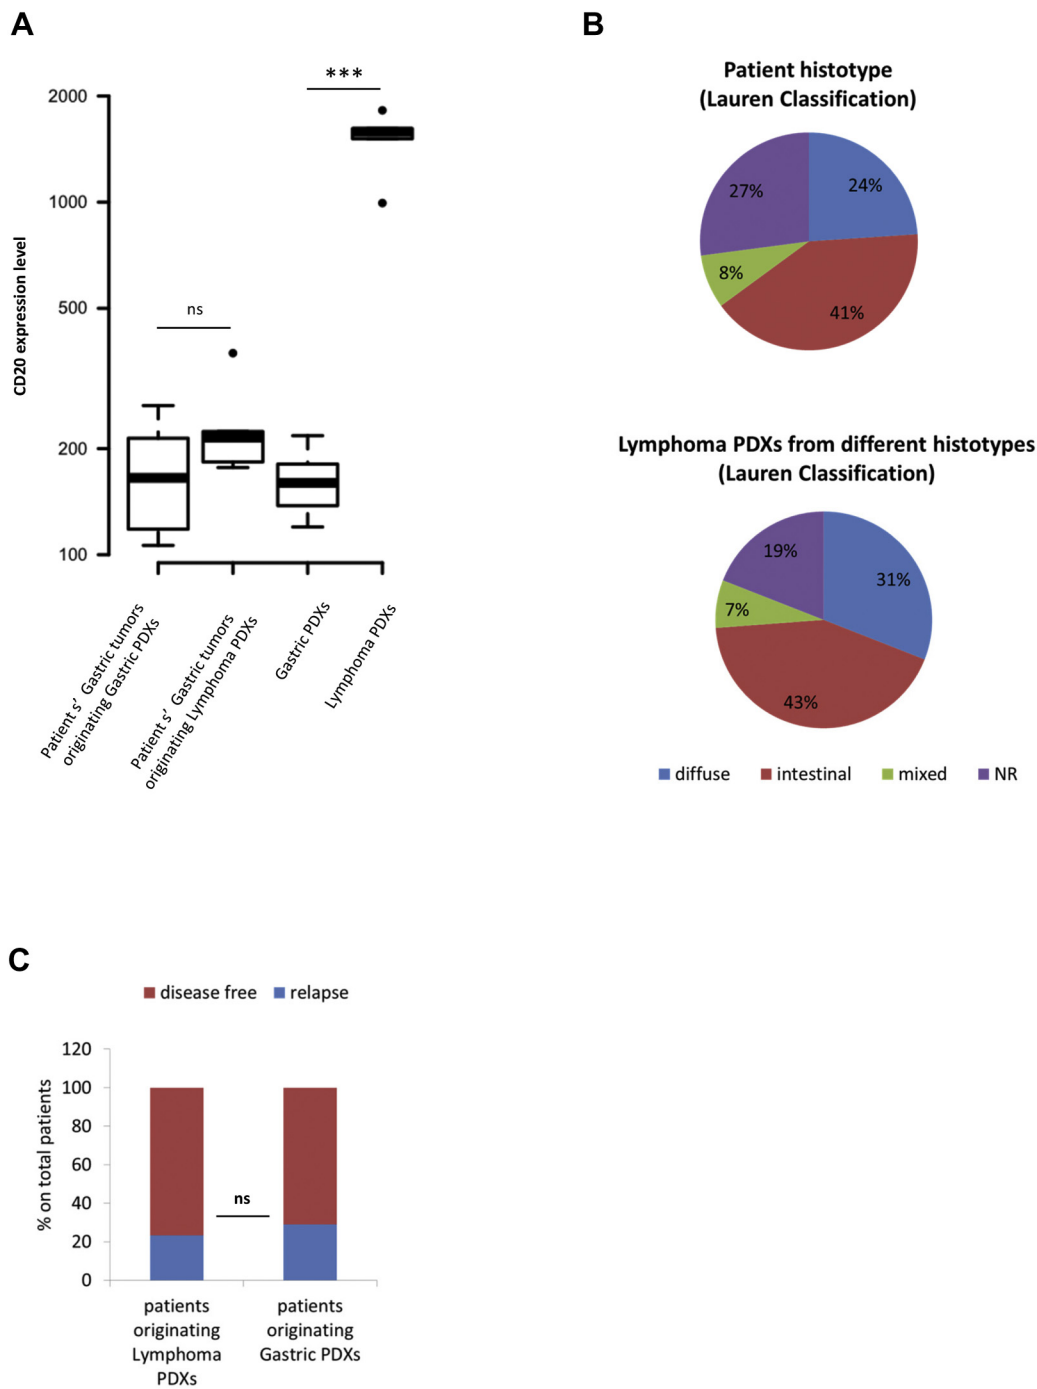 A
2000
1000
500
200
100
CD20 expression level
ns
***
Patient s’ Gastric tumors
originating Gastric PDXs
Patient s’ Gastric tumors
originating Lymphoma PDXs
Gastric PDXs
Lymphoma PDXs
B
Patient histotype
(Lauren Classification)
27%
24%
8%
41%
Lymphoma PDXs from different histotypes
(Lauren Classification)
19%
31%
7%
43%
diffuse
intestinal
mixed
NR
C
disease free
relapse
120
100
80
60
40
20
0
% on total patients
ns
patients
originating
Lymphoma
PDXs
patients
originating
Gastric PDXs